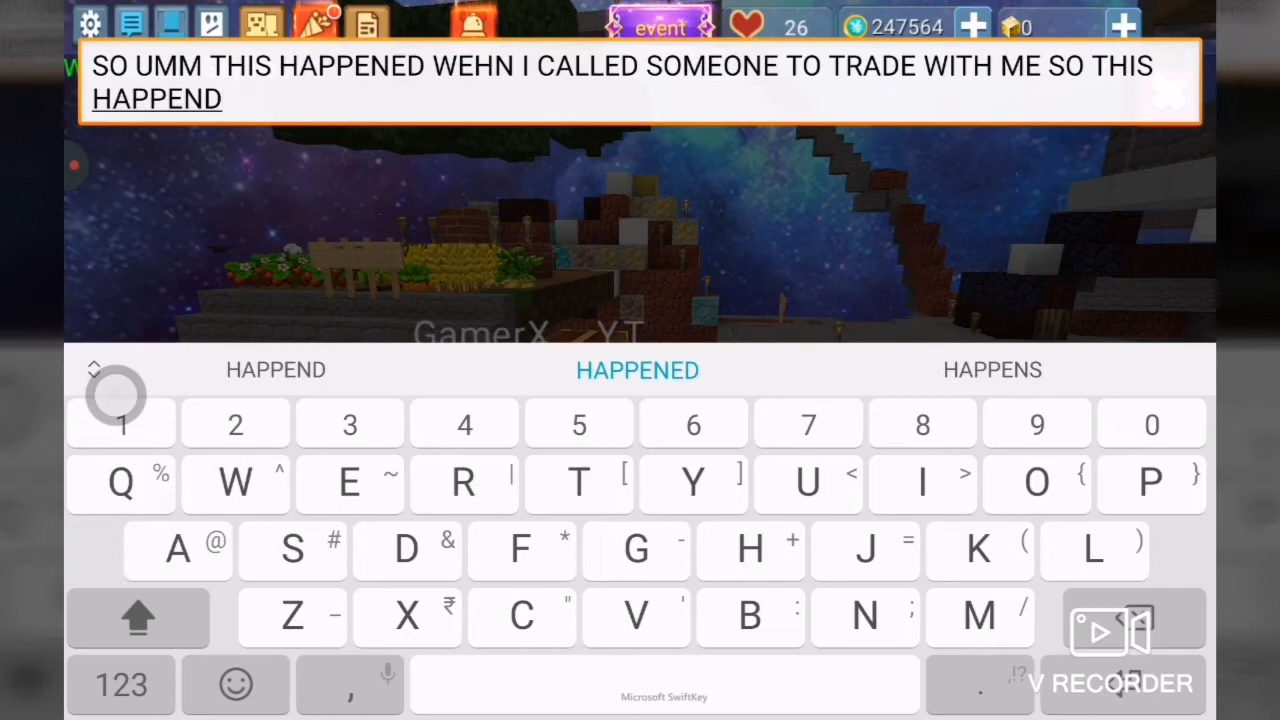 event 26 247564 0
SO UMM THIS HAPPENED WEHN I CALLED SOMEONE TO TRADE WITH ME SO THIS
HAPPEND
GamerX YT
HAPPEND HAPPENED HAPPENS
1 2 3 4 5 6 7 8 9 0
Q % W ^ E ~ R | T [ Y ] U < I > O { P }
A @ S # D & F * G - H + J = K ( L )
Z _ X ₹ C " V ' B : N ; M /
123 , Microsoft SwiftKey . ,!?
V RECORDER